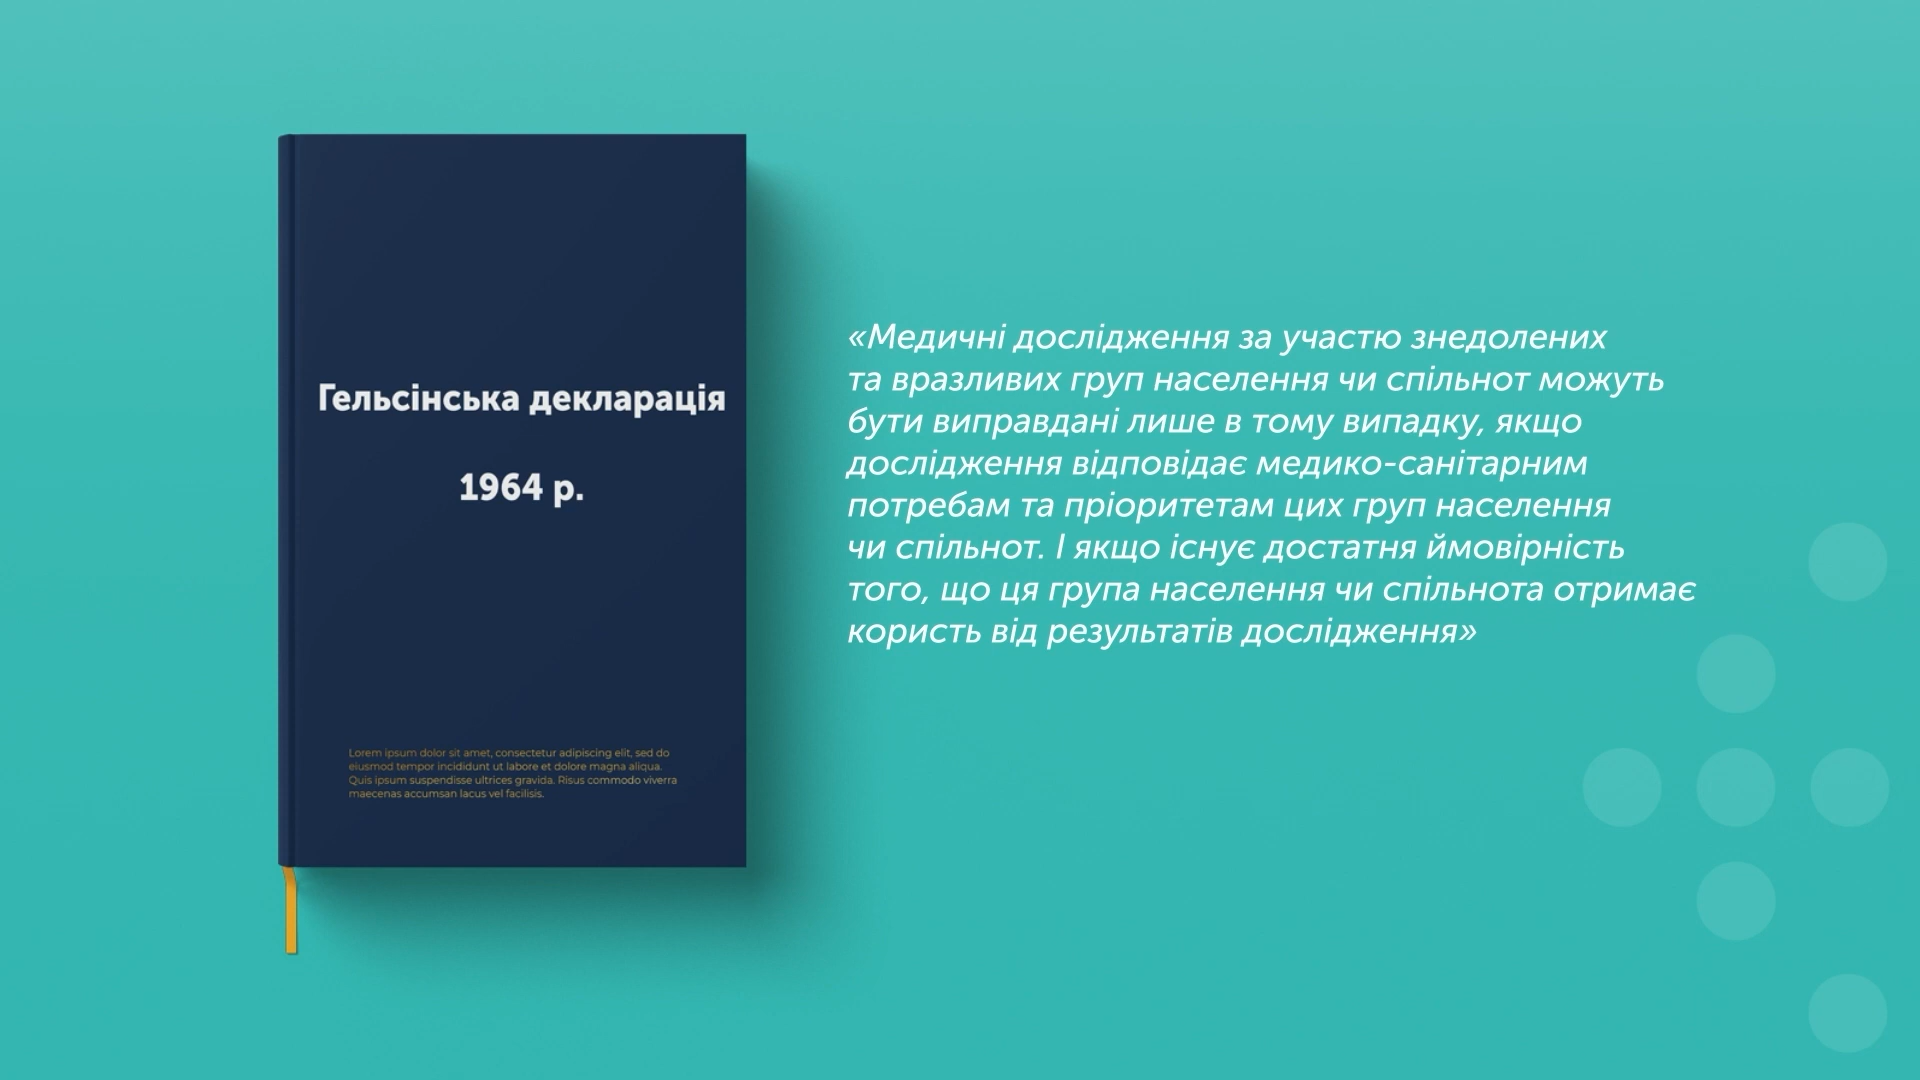 Гельсінська декларація
1964 р.
Lorem ipsum dolor sit amet, consectetur adipiscing elit, sed do
eiusmod tempor incididunt ut labore et dolore magna aliqua.
Quis ipsum suspendisse ultrices gravida. Risus commodo viverra
maecenas accumsan lacus vel facilisis.
«Медичні дослідження за участю знедолених
та вразливих груп населення чи спільнот можуть
бути виправдані лише в тому випадку, якщо
дослідження відповідає медико-санітарним
потребам та пріоритетам цих груп населення
чи спільнот. І якщо існує достатня ймовірність
того, що ця група населення чи спільнота отримає
користь від результатів дослідження»